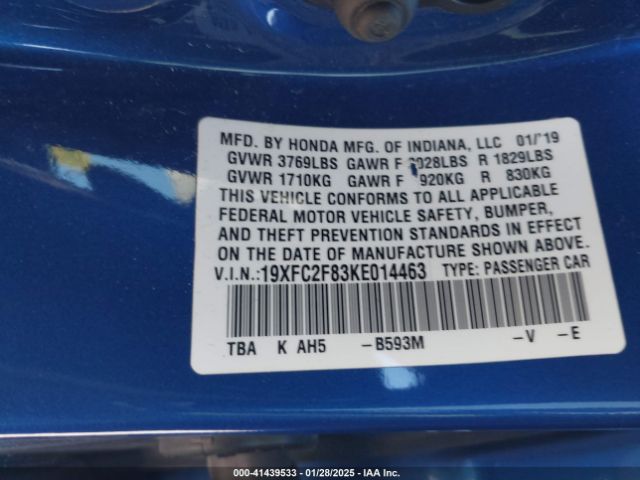 MFD. BY HONDA MFG. OF INDIANA, LLC 01/'19
GVWR 3769LBS GAWR F 2028LBS R 1829LBS
GVWR 1710KG GAWR F 920KG R 830KG
THIS VEHICLE CONFORMS TO ALL APPLICABLE
FEDERAL MOTOR VEHICLE SAFETY, BUMPER,
AND THEFT PREVENTION STANDARDS IN EFFECT
ON THE DATE OF MANUFACTURE SHOWN ABOVE.
V.I.N.:19XFC2F83KE014463 TYPE: PASSENGER CAR
TBA K AH5 -B593M -V -E
000-41439533 - 01/28/2025 - IAA Inc.